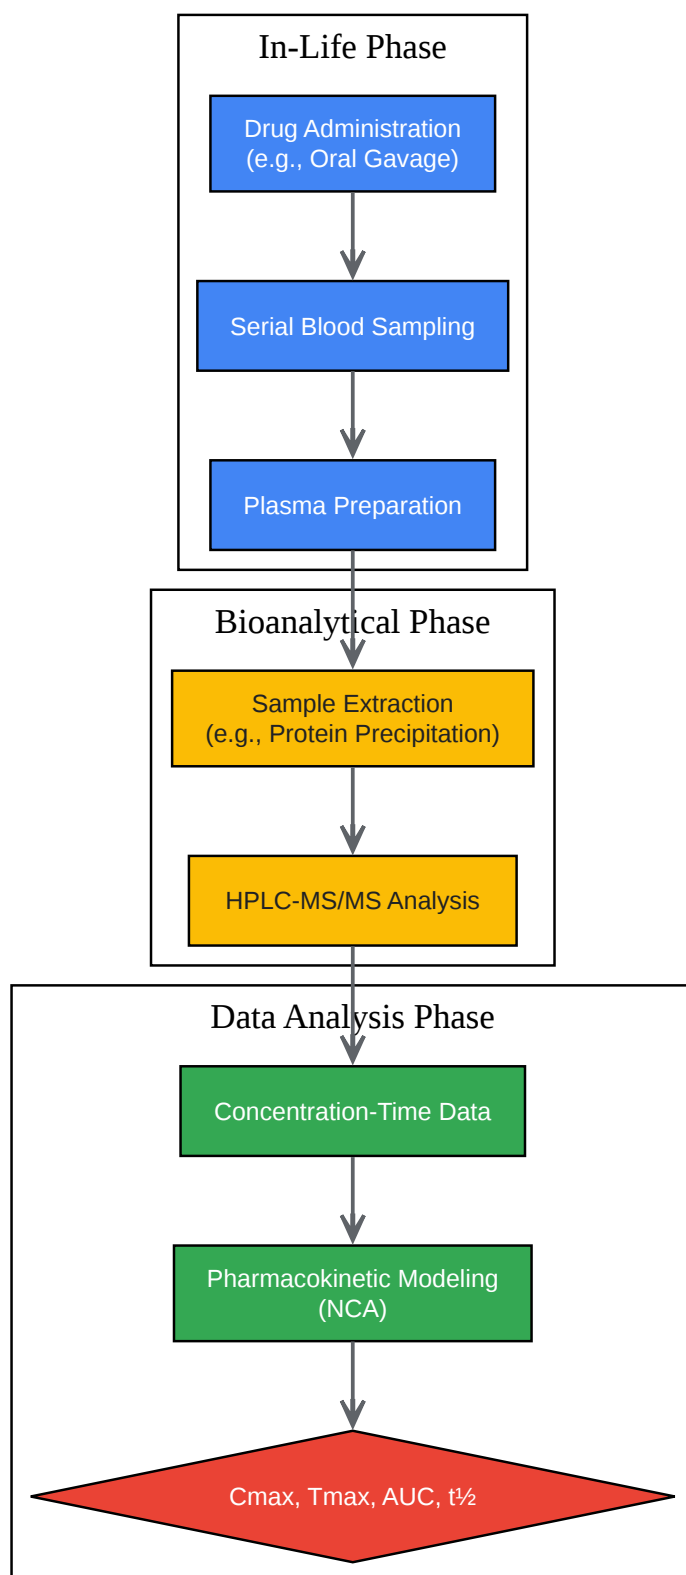 In-Life Phase
Drug Administration
(e.g., Oral Gavage)
Serial Blood Sampling
Plasma Preparation
Bioanalytical Phase
Sample Extraction
(e.g., Protein Precipitation)
HPLC-MS/MS Analysis
Data Analysis Phase
Concentration-Time Data
Pharmacokinetic Modeling
(NCA)
Cmax, Tmax, AUC, t½